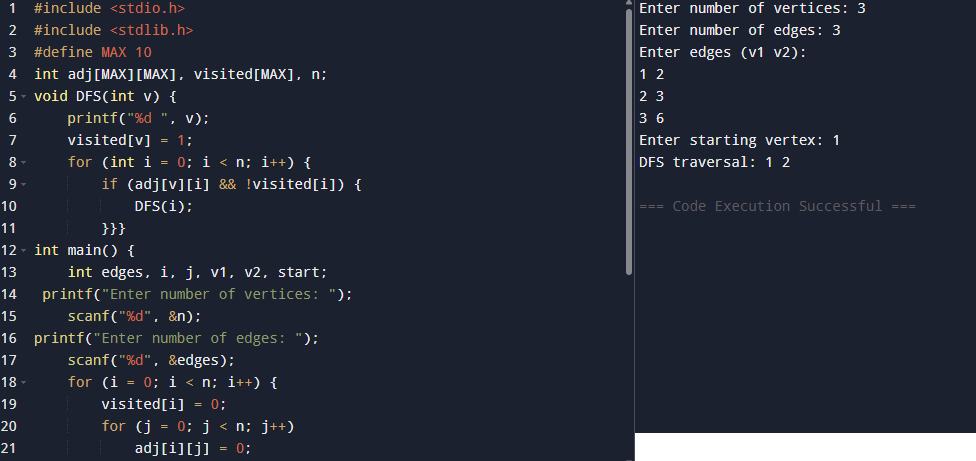 1 #include <stdio.h>
2 #include <stdlib.h>
3 #define MAX 10
4 int adj[MAX][MAX], visited[MAX], n;
5 void DFS(int v) {
6     printf("%d ", v);
7     visited[v] = 1;
8     for (int i = 0; i < n; i++) {
9         if (adj[v][i] && !visited[i]) {
10             DFS(i);
11         }}}
12 int main() {
13     int edges, i, j, v1, v2, start;
14  printf("Enter number of vertices: ");
15     scanf("%d", &n);
16 printf("Enter number of edges: ");
17     scanf("%d", &edges);
18     for (i = 0; i < n; i++) {
19         visited[i] = 0;
20         for (j = 0; j < n; j++)
21             adj[i][j] = 0;
Enter number of vertices: 3
Enter number of edges: 3
Enter edges (v1 v2):
1 2
2 3
3 6
Enter starting vertex: 1
DFS traversal: 1 2
=== Code Execution Successful ===